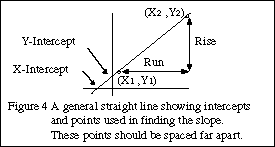 (X2 ,Y2)
Y-Intercept
Rise
X-Intercept
Run
(X1 ,Y1)
Figure 4 A general straight line showing intercepts
and points used in finding the slope.
These points should be spaced far apart.